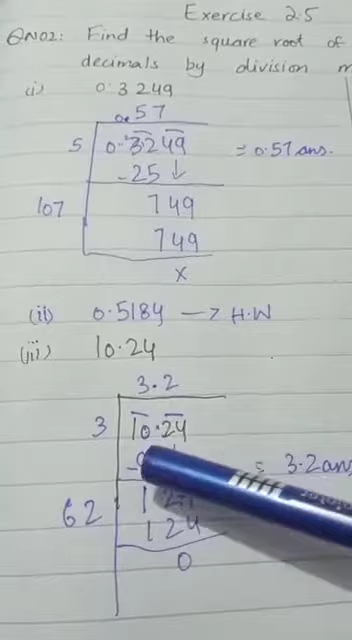 Exercise 2.5
QNO2: Find the square root of
decimals by division
(i) 0.3249
0.57
5 0.3249 = 0.57 ans.
-25 ↓
107 749
749
x
(ii) 0.5184 → H.W
(iii) 10.24
3.2
3 10.24
= 3.2 ans
62 1
124
0